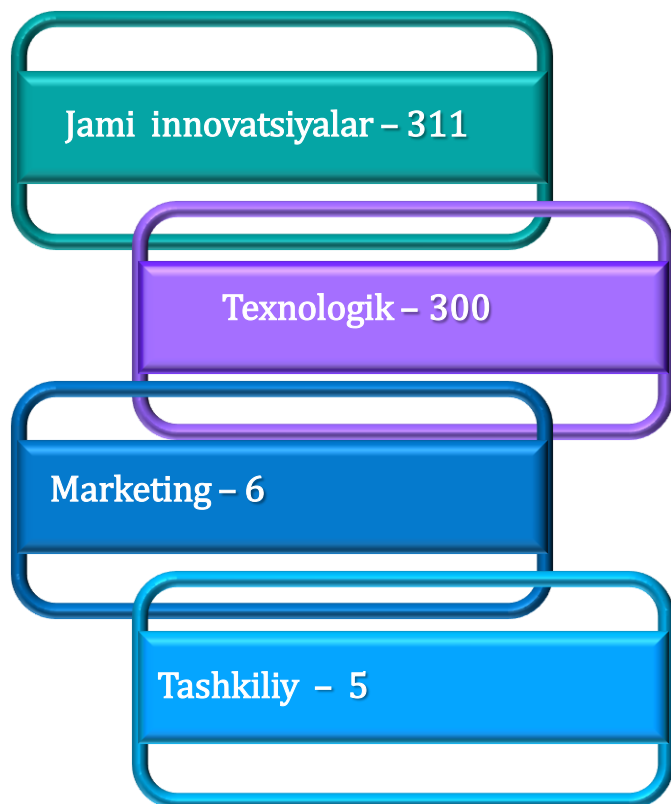 Jami innovatsiyalar – 311
Texnologik – 300
Marketing – 6
Tashkiliy – 5